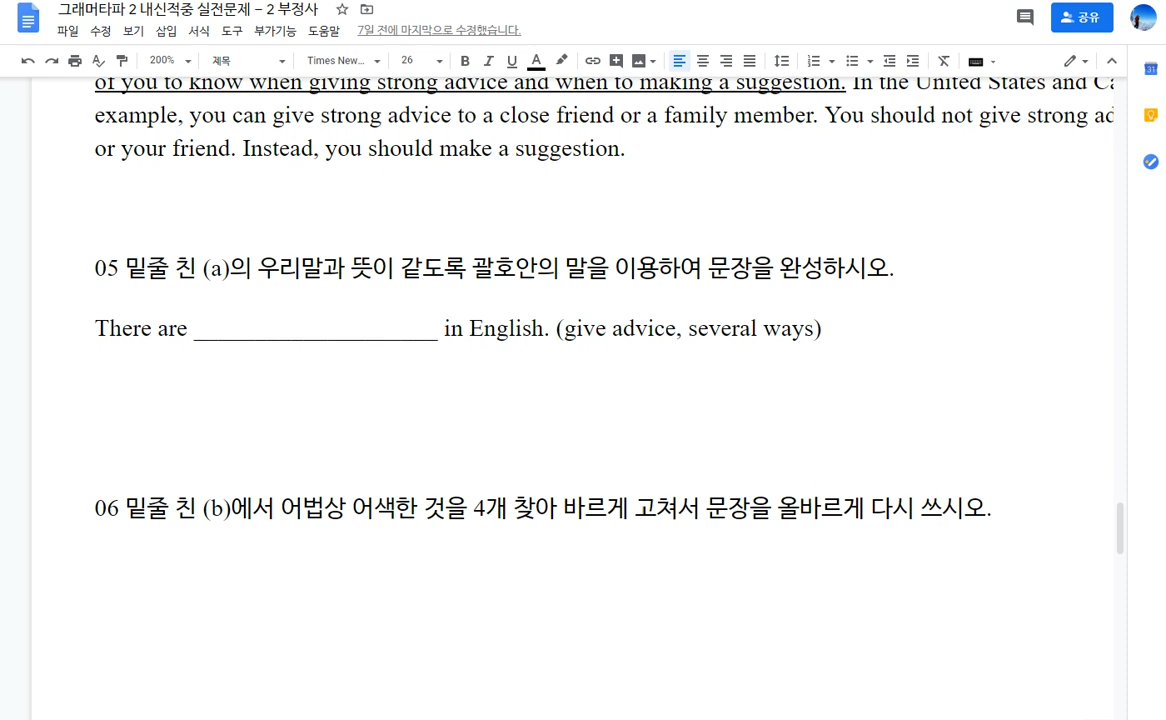 그래머타파 2 내신적중 실전문제 – 2 부정사
파일 수정 보기 삽입 서식 도구 부가기능 도움말 7일 전에 마지막으로 수정했습니다.
공유
200% 제목 Times New... 26
of you to know when giving strong advice and when to making a suggestion. In the United States and
example, you can give strong advice to a close friend or a family member. You should not give strong
or your friend. Instead, you should make a suggestion.
05 밑줄 친 (a)의 우리말과 뜻이 같도록 괄호안의 말을 이용하여 문장을 완성하시오.
There are ____________________ in English. (give advice, several ways)
06 밑줄 친 (b)에서 어법상 어색한 것을 4개 찾아 바르게 고쳐서 문장을 올바르게 다시 쓰시오.